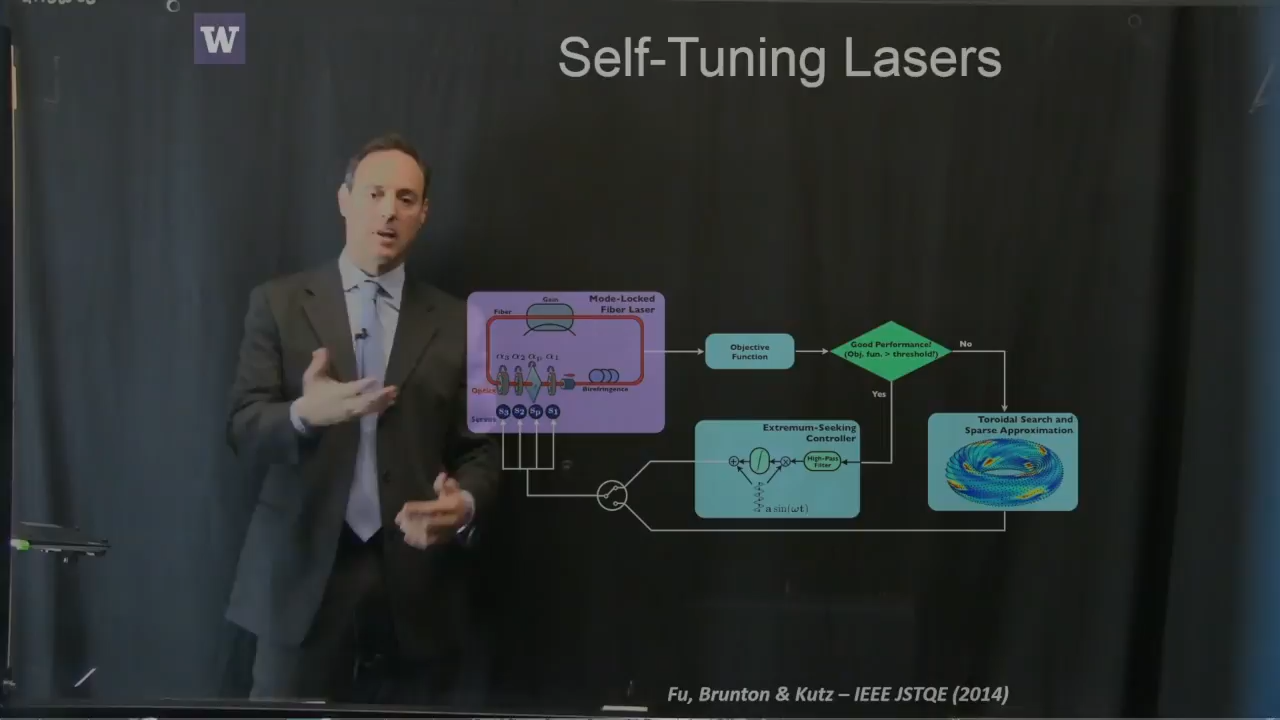 W
Self-Tuning Lasers
Mode-Locked
Fiber Laser
Gain
Fiber
α3 α2 αp α1
Optics
Birefringence
Servos
S3 S2 Sp S1
Objective
Function
Good Performance?
(Obj. fun. > threshold?)
No
Yes
Extremum-Seeking
Controller
High-Pass
Filter
a sin(ωt)
Toroidal Search and
Sparse Approximation
Fu, Brunton & Kutz – IEEE JSTQE (2014)